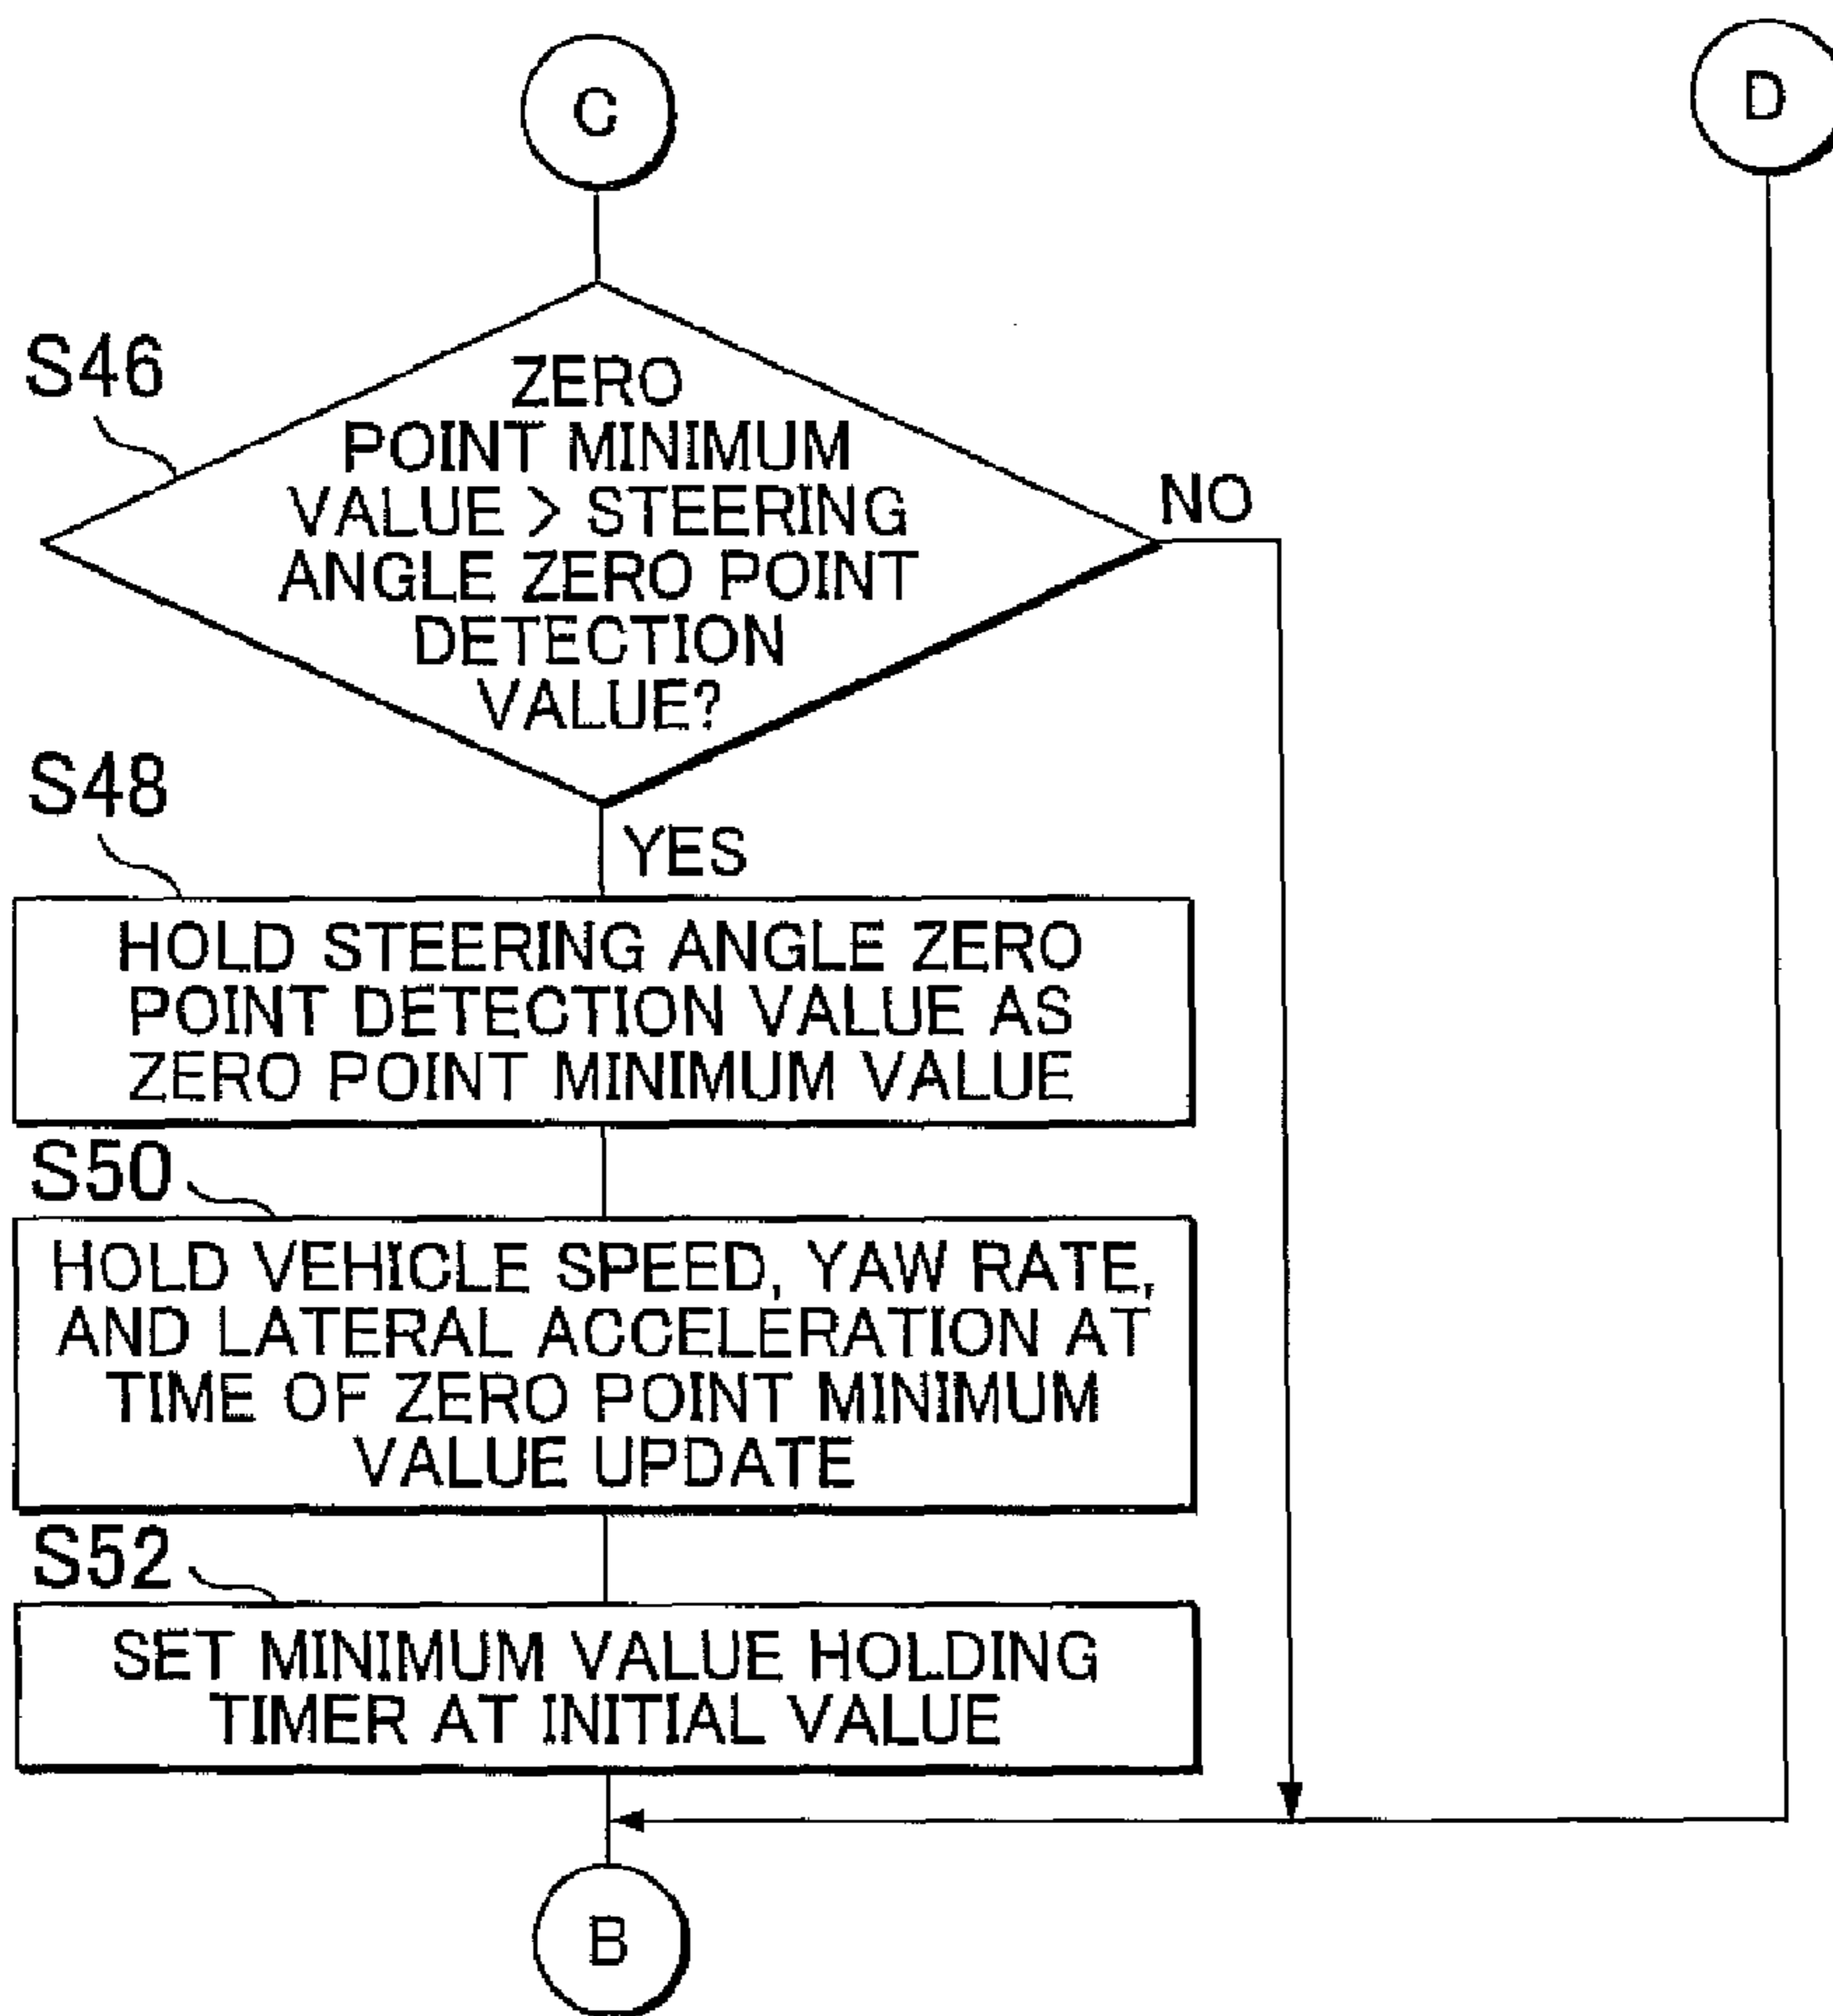 C
D
S46
ZERO
POINT MINIMUM
VALUE > STEERING
ANGLE ZERO POINT
DETECTION
VALUE?
NO
S48
YES
HOLD STEERING ANGLE ZERO
POINT DETECTION VALUE AS
ZERO POINT MINIMUM VALUE
S50
HOLD VEHICLE SPEED, YAW RATE,
AND LATERAL ACCELERATION AT
TIME OF ZERO POINT MINIMUM
VALUE UPDATE
S52
SET MINIMUM VALUE HOLDING
TIMER AT INITIAL VALUE
B